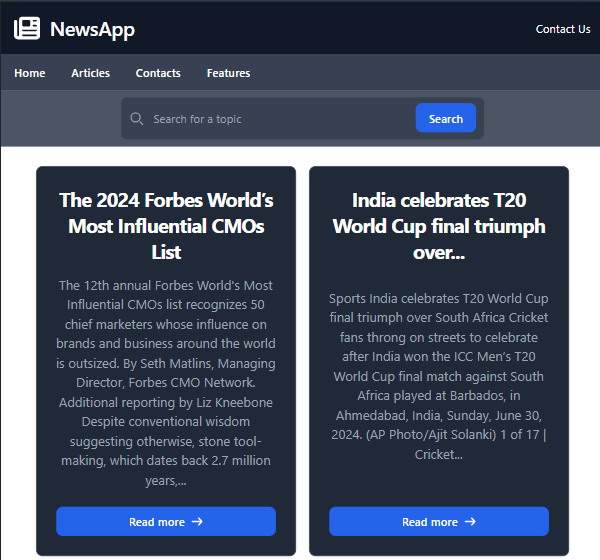 NewsApp
Contact Us
Home Articles Contacts Features
Search for a topic
Search
The 2024 Forbes World’s
Most Influential CMOs
List
The 12th annual Forbes World's Most
Influential CMOs list recognizes 50
chief marketers whose influence on
brands and business around the world
is outsized. By Seth Matlins, Managing
Director, Forbes CMO Network.
Additional reporting by Liz Kneebone
Despite conventional wisdom
suggesting otherwise, stone tool-
making, which dates back 2.7 million
years,...
Read more
India celebrates T20
World Cup final triumph
over...
Sports India celebrates T20 World Cup
final triumph over South Africa Cricket
fans throng on streets to celebrate
after India won the ICC Men’s T20
World Cup final match against South
Africa played at Barbados, in
Ahmedabad, India, Sunday, June 30,
2024. (AP Photo/Ajit Solanki) 1 of 17 |
Cricket...
Read more